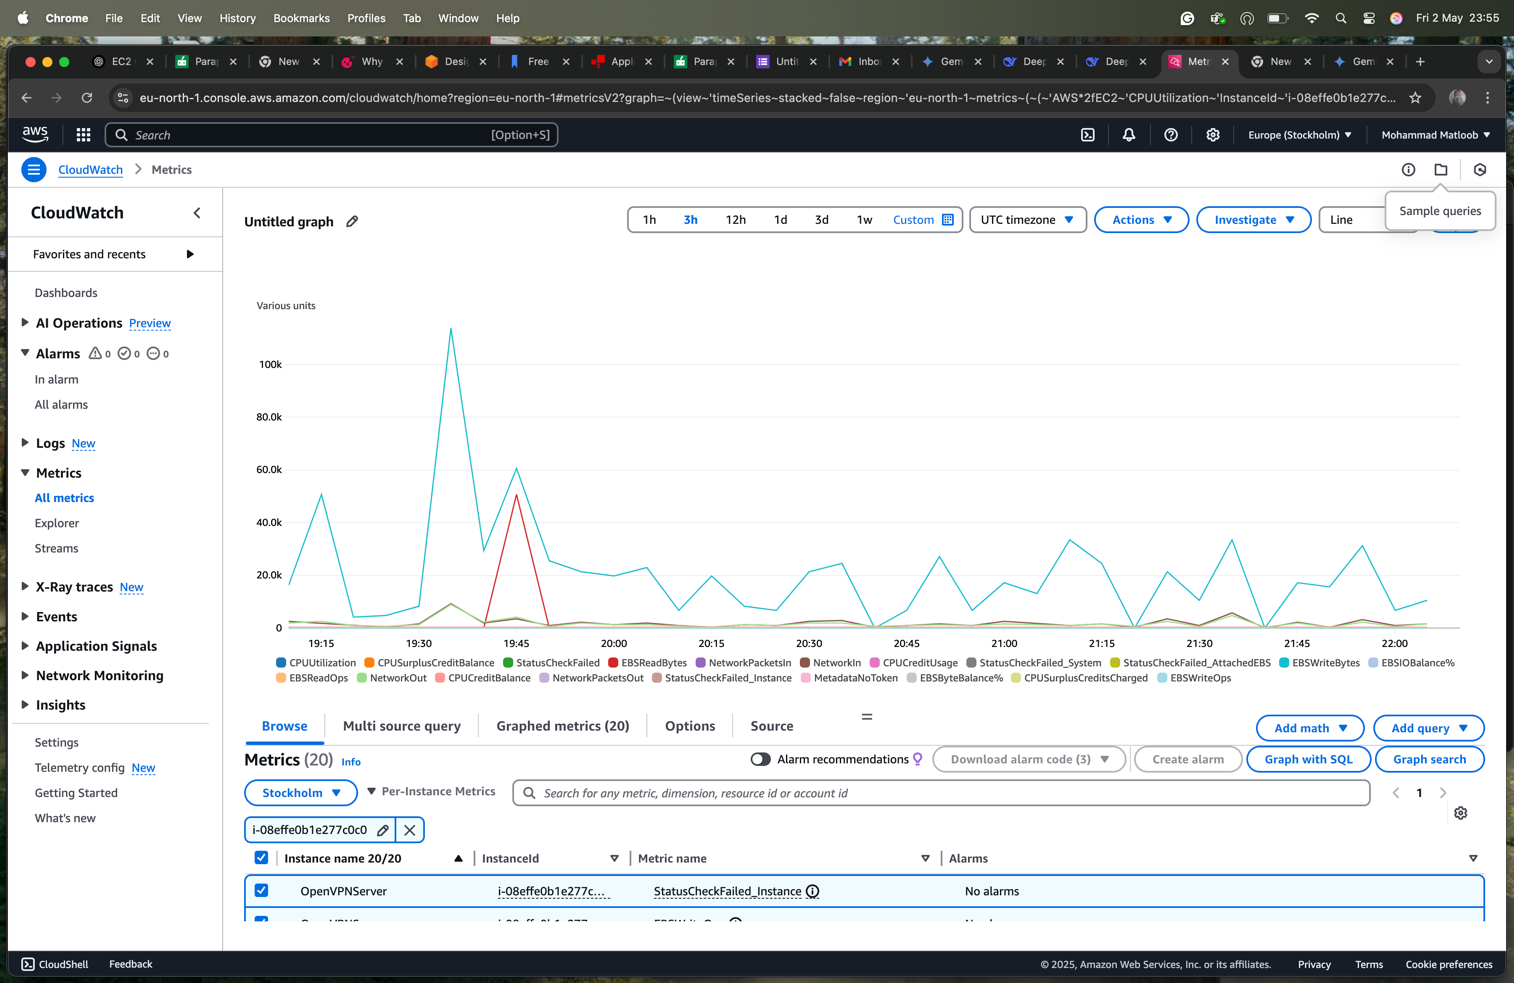 Chrome File Edit View History Bookmarks Profiles Tab Window Help Fri 2 May 23:55
EC2 Para New Why Desi Free Appl Para Untit Inbo Gem Deep Deep Metr New Gem
eu-north-1.console.aws.amazon.com/cloudwatch/home?region=eu-north-1#metricsV2?graph=~(view~'timeSeries~stacked~false~region~'eu-north-1~metrics~(~(~'AWS*2fEC2~'CPUUtilization~'InstanceId~'i-08effe0b1e277c...
aws Search [Option+S] Europe (Stockholm) Mohammad Matloob
CloudWatch Metrics
CloudWatch
Favorites and recents
Dashboards
AI Operations Preview
Alarms 0 0 0
In alarm
All alarms
Logs New
Metrics
All metrics
Explorer
Streams
X-Ray traces New
Events
Application Signals
Network Monitoring
Insights
Settings
Telemetry config New
Getting Started
What's new
Untitled graph
1h 3h 12h 1d 3d 1w Custom UTC timezone Actions Investigate Line
Sample queries
Various units
100k
80.0k
60.0k
40.0k
20.0k
0
19:15 19:30 19:45 20:00 20:15 20:30 20:45 21:00 21:15 21:30 21:45 22:00
CPUUtilization CPUSurplusCreditBalance StatusCheckFailed EBSReadBytes NetworkPacketsIn NetworkIn CPUCreditUsage StatusCheckFailed_System StatusCheckFailed_AttachedEBS EBSWriteBytes EBSIOBalance%
EBSReadOps NetworkOut CPUCreditBalance NetworkPacketsOut StatusCheckFailed_Instance MetadataNoToken EBSByteBalance% CPUSurplusCreditsCharged EBSWriteOps
Browse Multi source query Graphed metrics (20) Options Source Add math Add query
Metrics (20) Info Alarm recommendations Download alarm code (3) Create alarm Graph with SQL Graph search
Stockholm Per-Instance Metrics Search for any metric, dimension, resource id or account id 1
i-08effe0b1e277c0c0
Instance name 20/20 InstanceId Metric name Alarms
OpenVPNServer i-08effe0b1e277c... StatusCheckFailed_Instance No alarms
CloudShell Feedback © 2025, Amazon Web Services, Inc. or its affiliates. Privacy Terms Cookie preferences